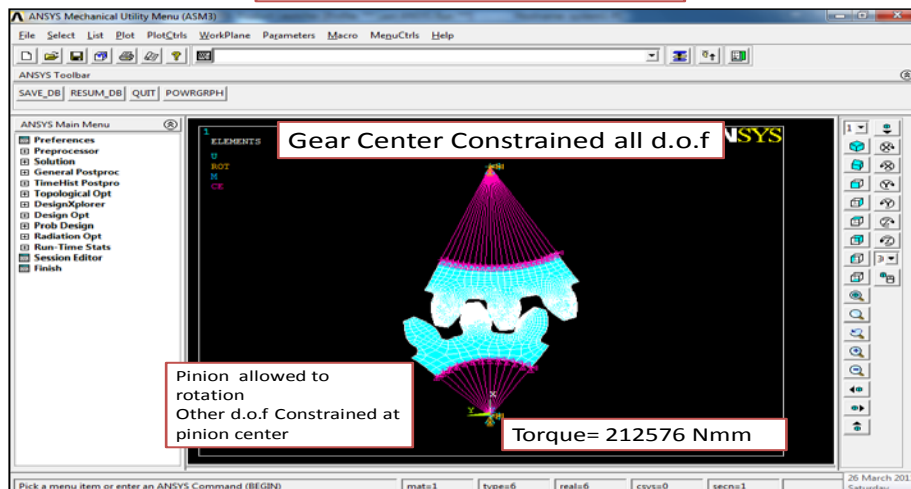 ANSYS Mechanical Utility Menu (ASM3)
File Select List Plot PlotCtrls WorkPlane Parameters Macro MenuCtrls Help
ANSYS Toolbar
SAVE_DB RESUM_DB QUIT POWRGRPH
ANSYS Main Menu
Preferences
Preprocessor
Solution
General Postproc
TimeHist Postpro
Topological Opt
DesignXplorer
Design Opt
Prob Design
Radiation Opt
Run-Time Stats
Session Editor
Finish
1
ELEMENTS
U
ROT
M
CE
Gear Center Constrained all d.o.f
NSYS
Pinion allowed to
rotation
Other d.o.f Constrained at
pinion center
X
Y
Torque= 212576 Nmm
1
3
Pick a menu item or enter an ANSYS Command (BEGIN)
mat=1 type=6 real=6 csys=0 secn=1
26 March 201
Saturday